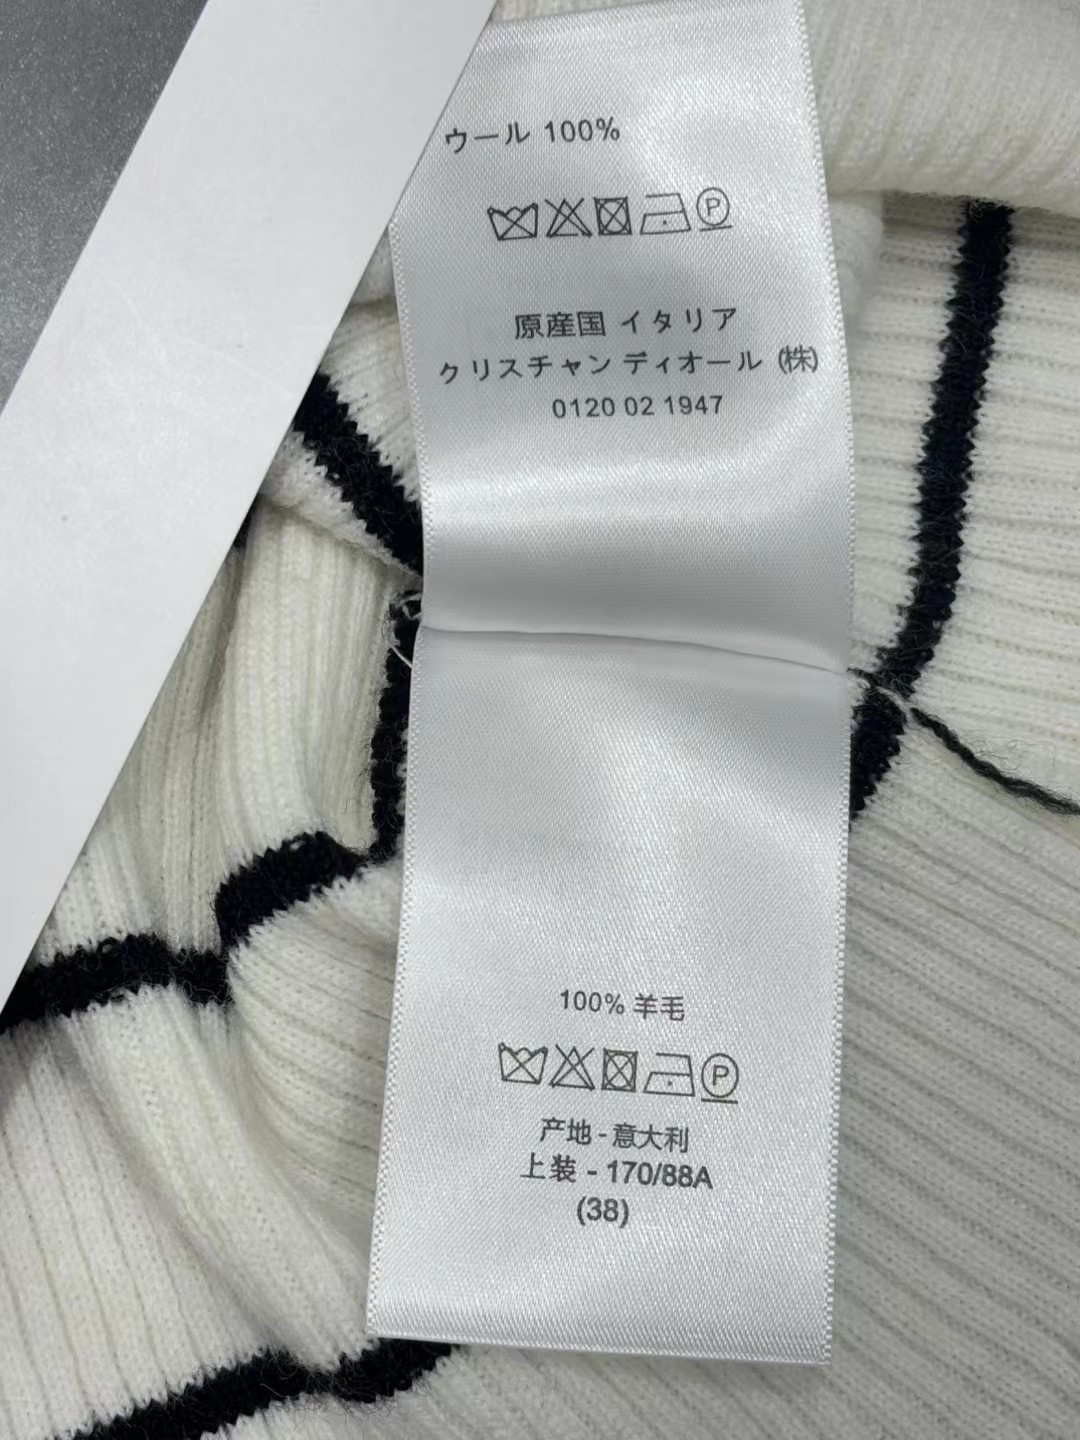 ウール 100%
P
原産国 イタリア
クリスチャン ディオール (株)
0120 02 1947
100% 羊毛
P
产地 - 意大利
上装 - 170/88A
(38)